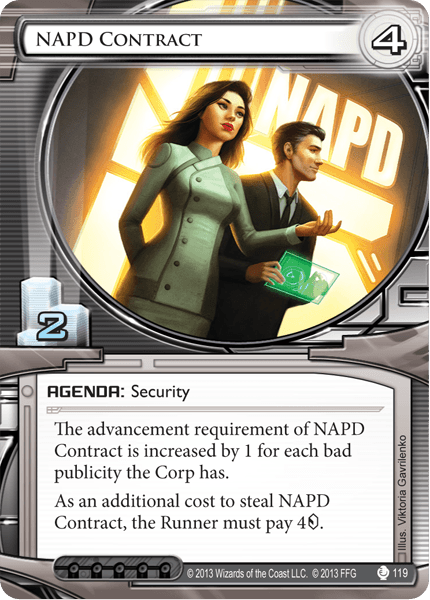 NAPD CONTRACT
4
NAPD
2
AGENDA: Security
The advancement requirement of NAPD
Contract is increased by 1 for each bad
publicity the Corp has.
As an additional cost to steal NAPD
Contract, the Runner must pay 4.
Illus. Viktoria Gavrilenko
© 2013 Wizards of the Coast LLC. © 2013 FFG
119